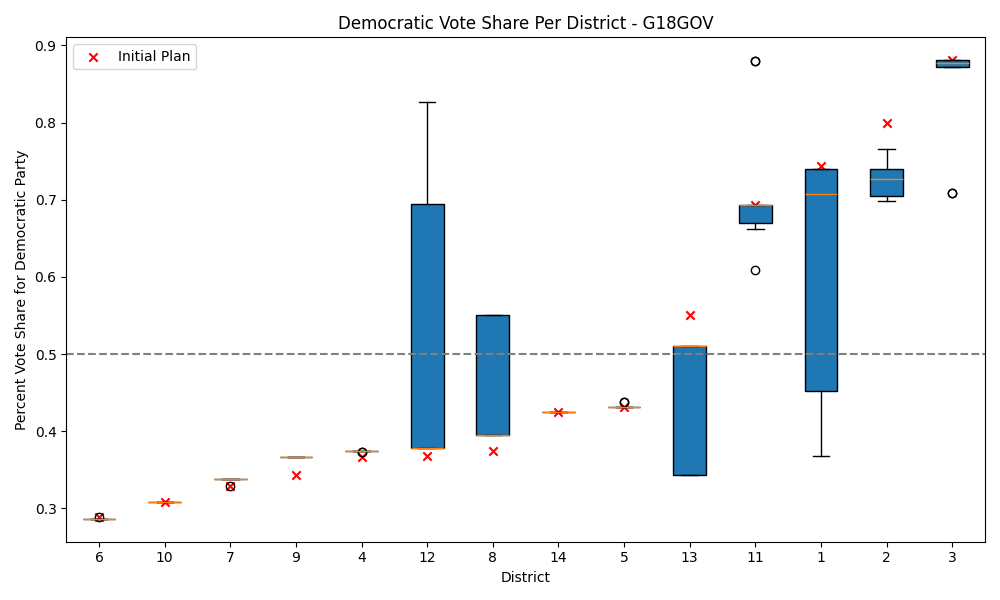 Democratic Vote Share Per District - G18GOV
Initial Plan
Percent Vote Share for Democratic Party
0.9
0.8
0.7
0.6
0.5
0.4
0.3
6 10 7 9 4 12 8 14 5 13 11 1 2 3
District